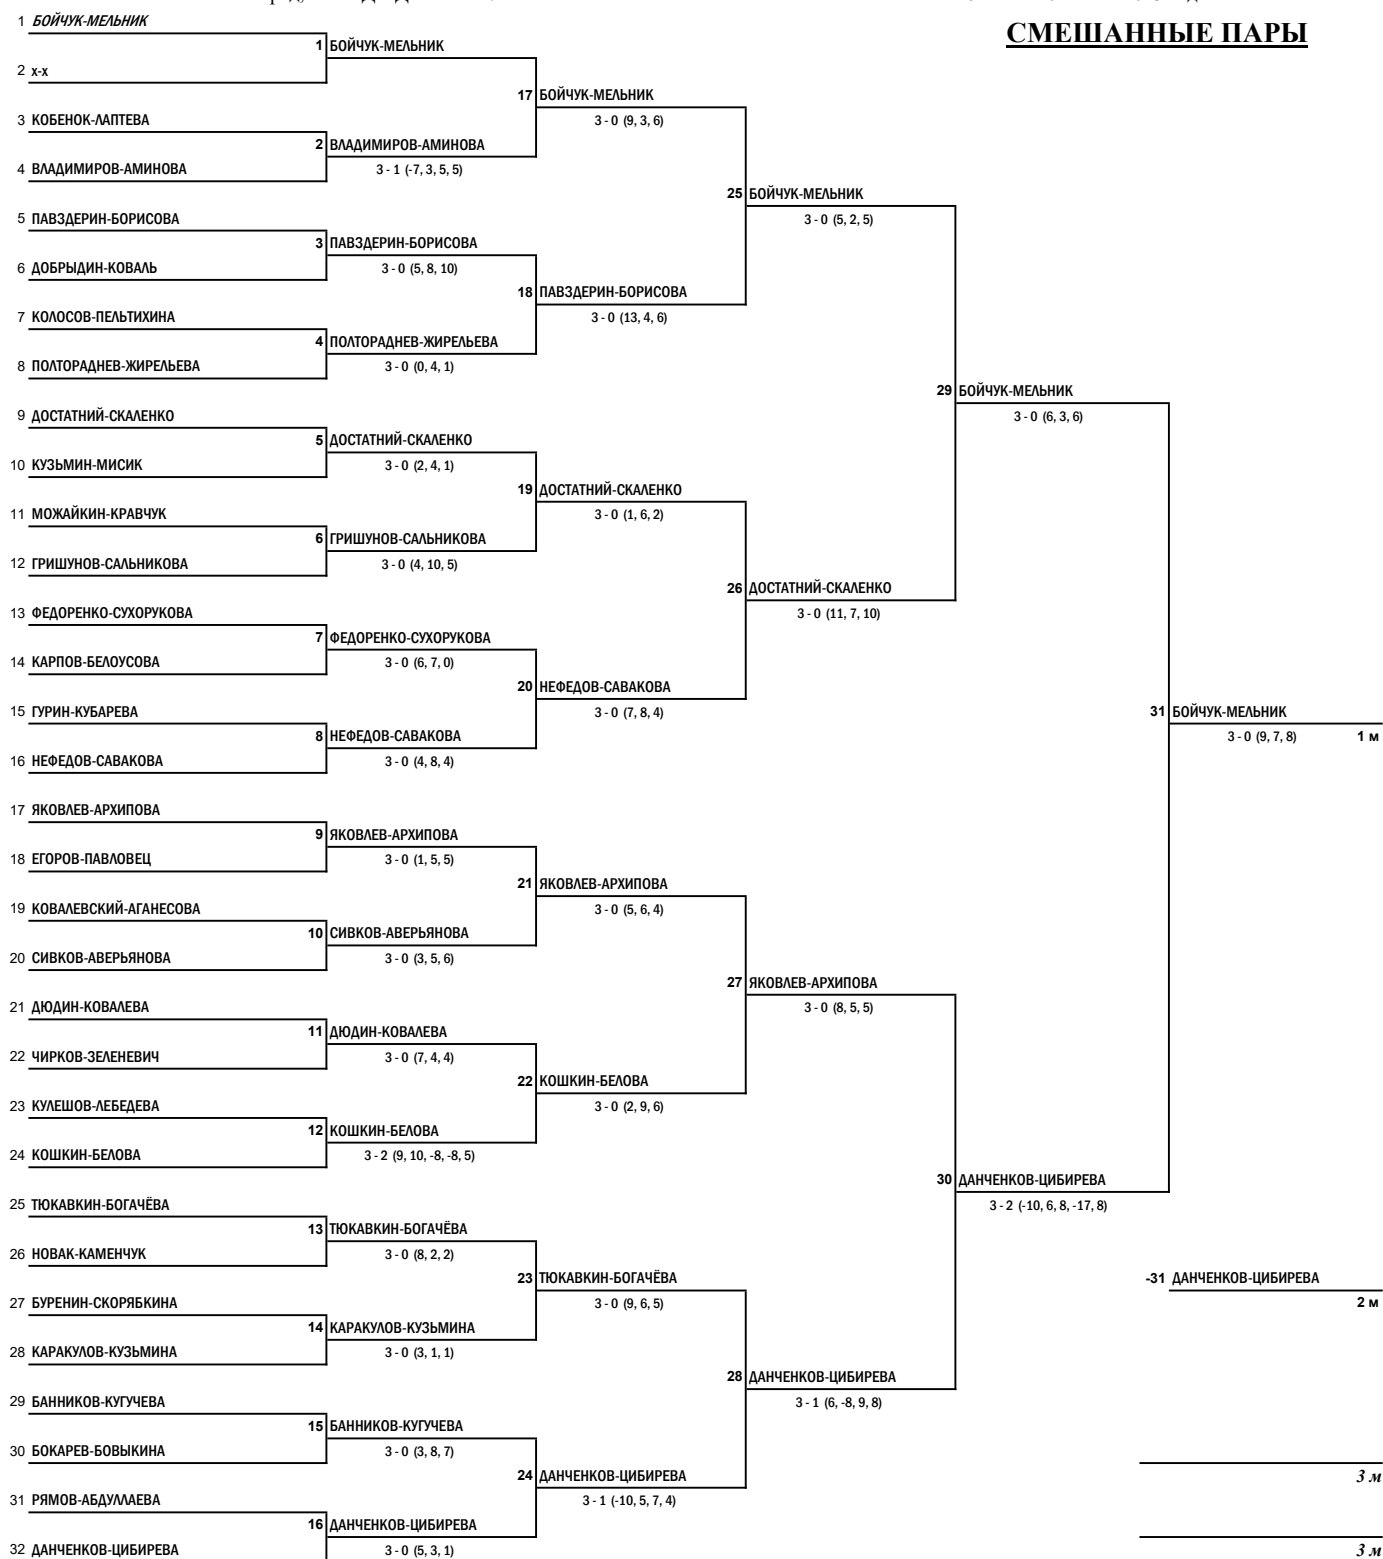 СМЕШАННЫЕ ПАРЫ
1 БОЙЧУК-МЕЛЬНИК
1 БОЙЧУК-МЕЛЬНИК
2 х-х
17 БОЙЧУК-МЕЛЬНИК
3 - 0 (9, 3, 6)
3 КОБЕНОК-ЛАПТЕВА
2 ВЛАДИМИРОВ-АМИНОВА
3 - 1 (-7, 3, 5, 5)
4 ВЛАДИМИРОВ-АМИНОВА
25 БОЙЧУК-МЕЛЬНИК
3 - 0 (5, 2, 5)
5 ПАВЗДЕРИН-БОРИСОВА
3 ПАВЗДЕРИН-БОРИСОВА
3 - 0 (5, 8, 10)
6 ДОБРЫДИН-КОВАЛЬ
18 ПАВЗДЕРИН-БОРИСОВА
3 - 0 (13, 4, 6)
7 КОЛОСОВ-ПЕЛЬТИХИНА
4 ПОЛТОРАДНЕВ-ЖИРЕЛЬЕВА
3 - 0 (0, 4, 1)
8 ПОЛТОРАДНЕВ-ЖИРЕЛЬЕВА
29 БОЙЧУК-МЕЛЬНИК
3 - 0 (6, 3, 6)
9 ДОСТАТНИЙ-СКАЛЕНКО
5 ДОСТАТНИЙ-СКАЛЕНКО
3 - 0 (2, 4, 1)
10 КУЗЬМИН-МИСИК
19 ДОСТАТНИЙ-СКАЛЕНКО
3 - 0 (1, 6, 2)
11 МОЖАЙКИН-КРАВЧУК
6 ГРИШУНОВ-САЛЬНИКОВА
3 - 0 (4, 10, 5)
12 ГРИШУНОВ-САЛЬНИКОВА
26 ДОСТАТНИЙ-СКАЛЕНКО
3 - 0 (11, 7, 10)
13 ФЕДОРЕНКО-СУХОРУКОВА
7 ФЕДОРЕНКО-СУХОРУКОВА
3 - 0 (6, 7, 0)
14 КАРПОВ-БЕЛОУСОВА
20 НЕФЕДОВ-САВАКОВА
3 - 0 (7, 8, 4)
15 ГУРИН-КУБАРЕВА
31 БОЙЧУК-МЕЛЬНИК
3 - 0 (9, 7, 8) 1 м
8 НЕФЕДОВ-САВАКОВА
3 - 0 (4, 8, 4)
16 НЕФЕДОВ-САВАКОВА
17 ЯКОВЛЕВ-АРХИПОВА
9 ЯКОВЛЕВ-АРХИПОВА
3 - 0 (1, 5, 5)
18 ЕГОРОВ-ПАВЛОВЕЦ
21 ЯКОВЛЕВ-АРХИПОВА
3 - 0 (5, 6, 4)
19 КОВАЛЕВСКИЙ-АГАНЕСОВА
10 СИВКОВ-АВЕРЬЯНОВА
3 - 0 (3, 5, 6)
20 СИВКОВ-АВЕРЬЯНОВА
27 ЯКОВЛЕВ-АРХИПОВА
3 - 0 (8, 5, 5)
21 ДЮДИН-КОВАЛЕВА
11 ДЮДИН-КОВАЛЕВА
3 - 0 (7, 4, 4)
22 ЧИРКОВ-ЗЕЛЕНЕВИЧ
22 КОШКИН-БЕЛОВА
3 - 0 (2, 9, 6)
23 КУЛЕШОВ-ЛЕБЕДЕВА
12 КОШКИН-БЕЛОВА
3 - 2 (9, 10, -8, -8, 5)
24 КОШКИН-БЕЛОВА
30 ДАНЧЕНКОВ-ЦИБИРЕВА
3 - 2 (-10, 6, 8, -17, 8)
25 ТЮКАВКИН-БОГАЧЁВА
13 ТЮКАВКИН-БОГАЧЁВА
3 - 0 (8, 2, 2)
26 НОВАК-КАМЕНЧУК
23 ТЮКАВКИН-БОГАЧЁВА
3 - 0 (9, 6, 5)
-31 ДАНЧЕНКОВ-ЦИБИРЕВА
2 м
27 БУРЕНИН-СКОРЯБКИНА
14 КАРАКУЛОВ-КУЗЬМИНА
3 - 0 (3, 1, 1)
28 КАРАКУЛОВ-КУЗЬМИНА
28 ДАНЧЕНКОВ-ЦИБИРЕВА
3 - 1 (6, -8, 9, 8)
29 БАННИКОВ-КУГУЧЕВА
15 БАННИКОВ-КУГУЧЕВА
3 - 0 (3, 8, 7)
30 БОКАРЕВ-БОВЫКИНА
24 ДАНЧЕНКОВ-ЦИБИРЕВА
3 - 1 (-10, 5, 7, 4)
3 м
31 РЯМОВ-АБДУЛЛАЕВА
16 ДАНЧЕНКОВ-ЦИБИРЕВА
3 - 0 (5, 3, 1)
32 ДАНЧЕНКОВ-ЦИБИРЕВА
3 м